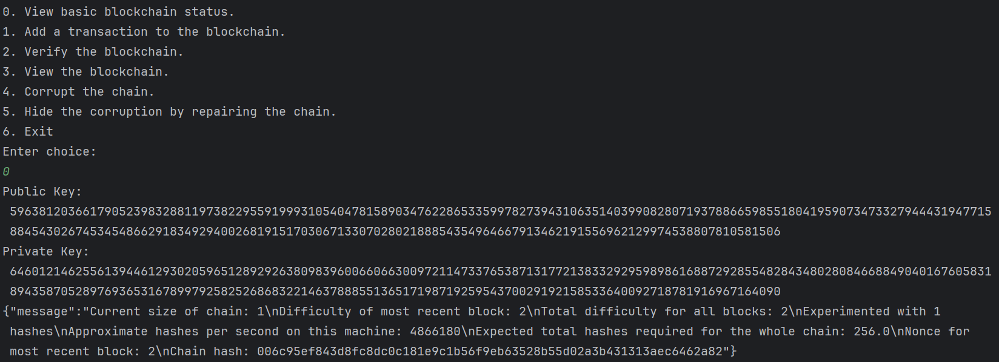 0. View basic blockchain status.
1. Add a transaction to the blockchain.
2. Verify the blockchain.
3. View the blockchain.
4. Corrupt the chain.
5. Hide the corruption by repairing the chain.
6. Exit
Enter choice:
0
Public Key:
596381203661790523983288119738229559199931054047815890347622865335997827394310635140399082807193788665985518041959073473327944431947715
8845430267453454866291834929400268191517030671330702802188854354964667913462191556962129974538807810581506
Private Key:
646012146255613944612930205965128929263809839600660663009721147337653871317721383329295989861688729285548284348028084668849040167605831
8943587052897693653167899792582526868322146378885513651719871925954370029192158533640092718781916967164090
{"message":"Current size of chain: 1\nDifficulty of most recent block: 2\nTotal difficulty for all blocks: 2\nExperimented with 1
hashes\nApproximate hashes per second on this machine: 4866180\nExpected total hashes required for the whole chain: 256.0\nNonce for
most recent block: 2\nChain hash: 006c95ef843d8fc8dc0c181e9c1b56f9eb63528b55d02a3b431313aec6462a82"}